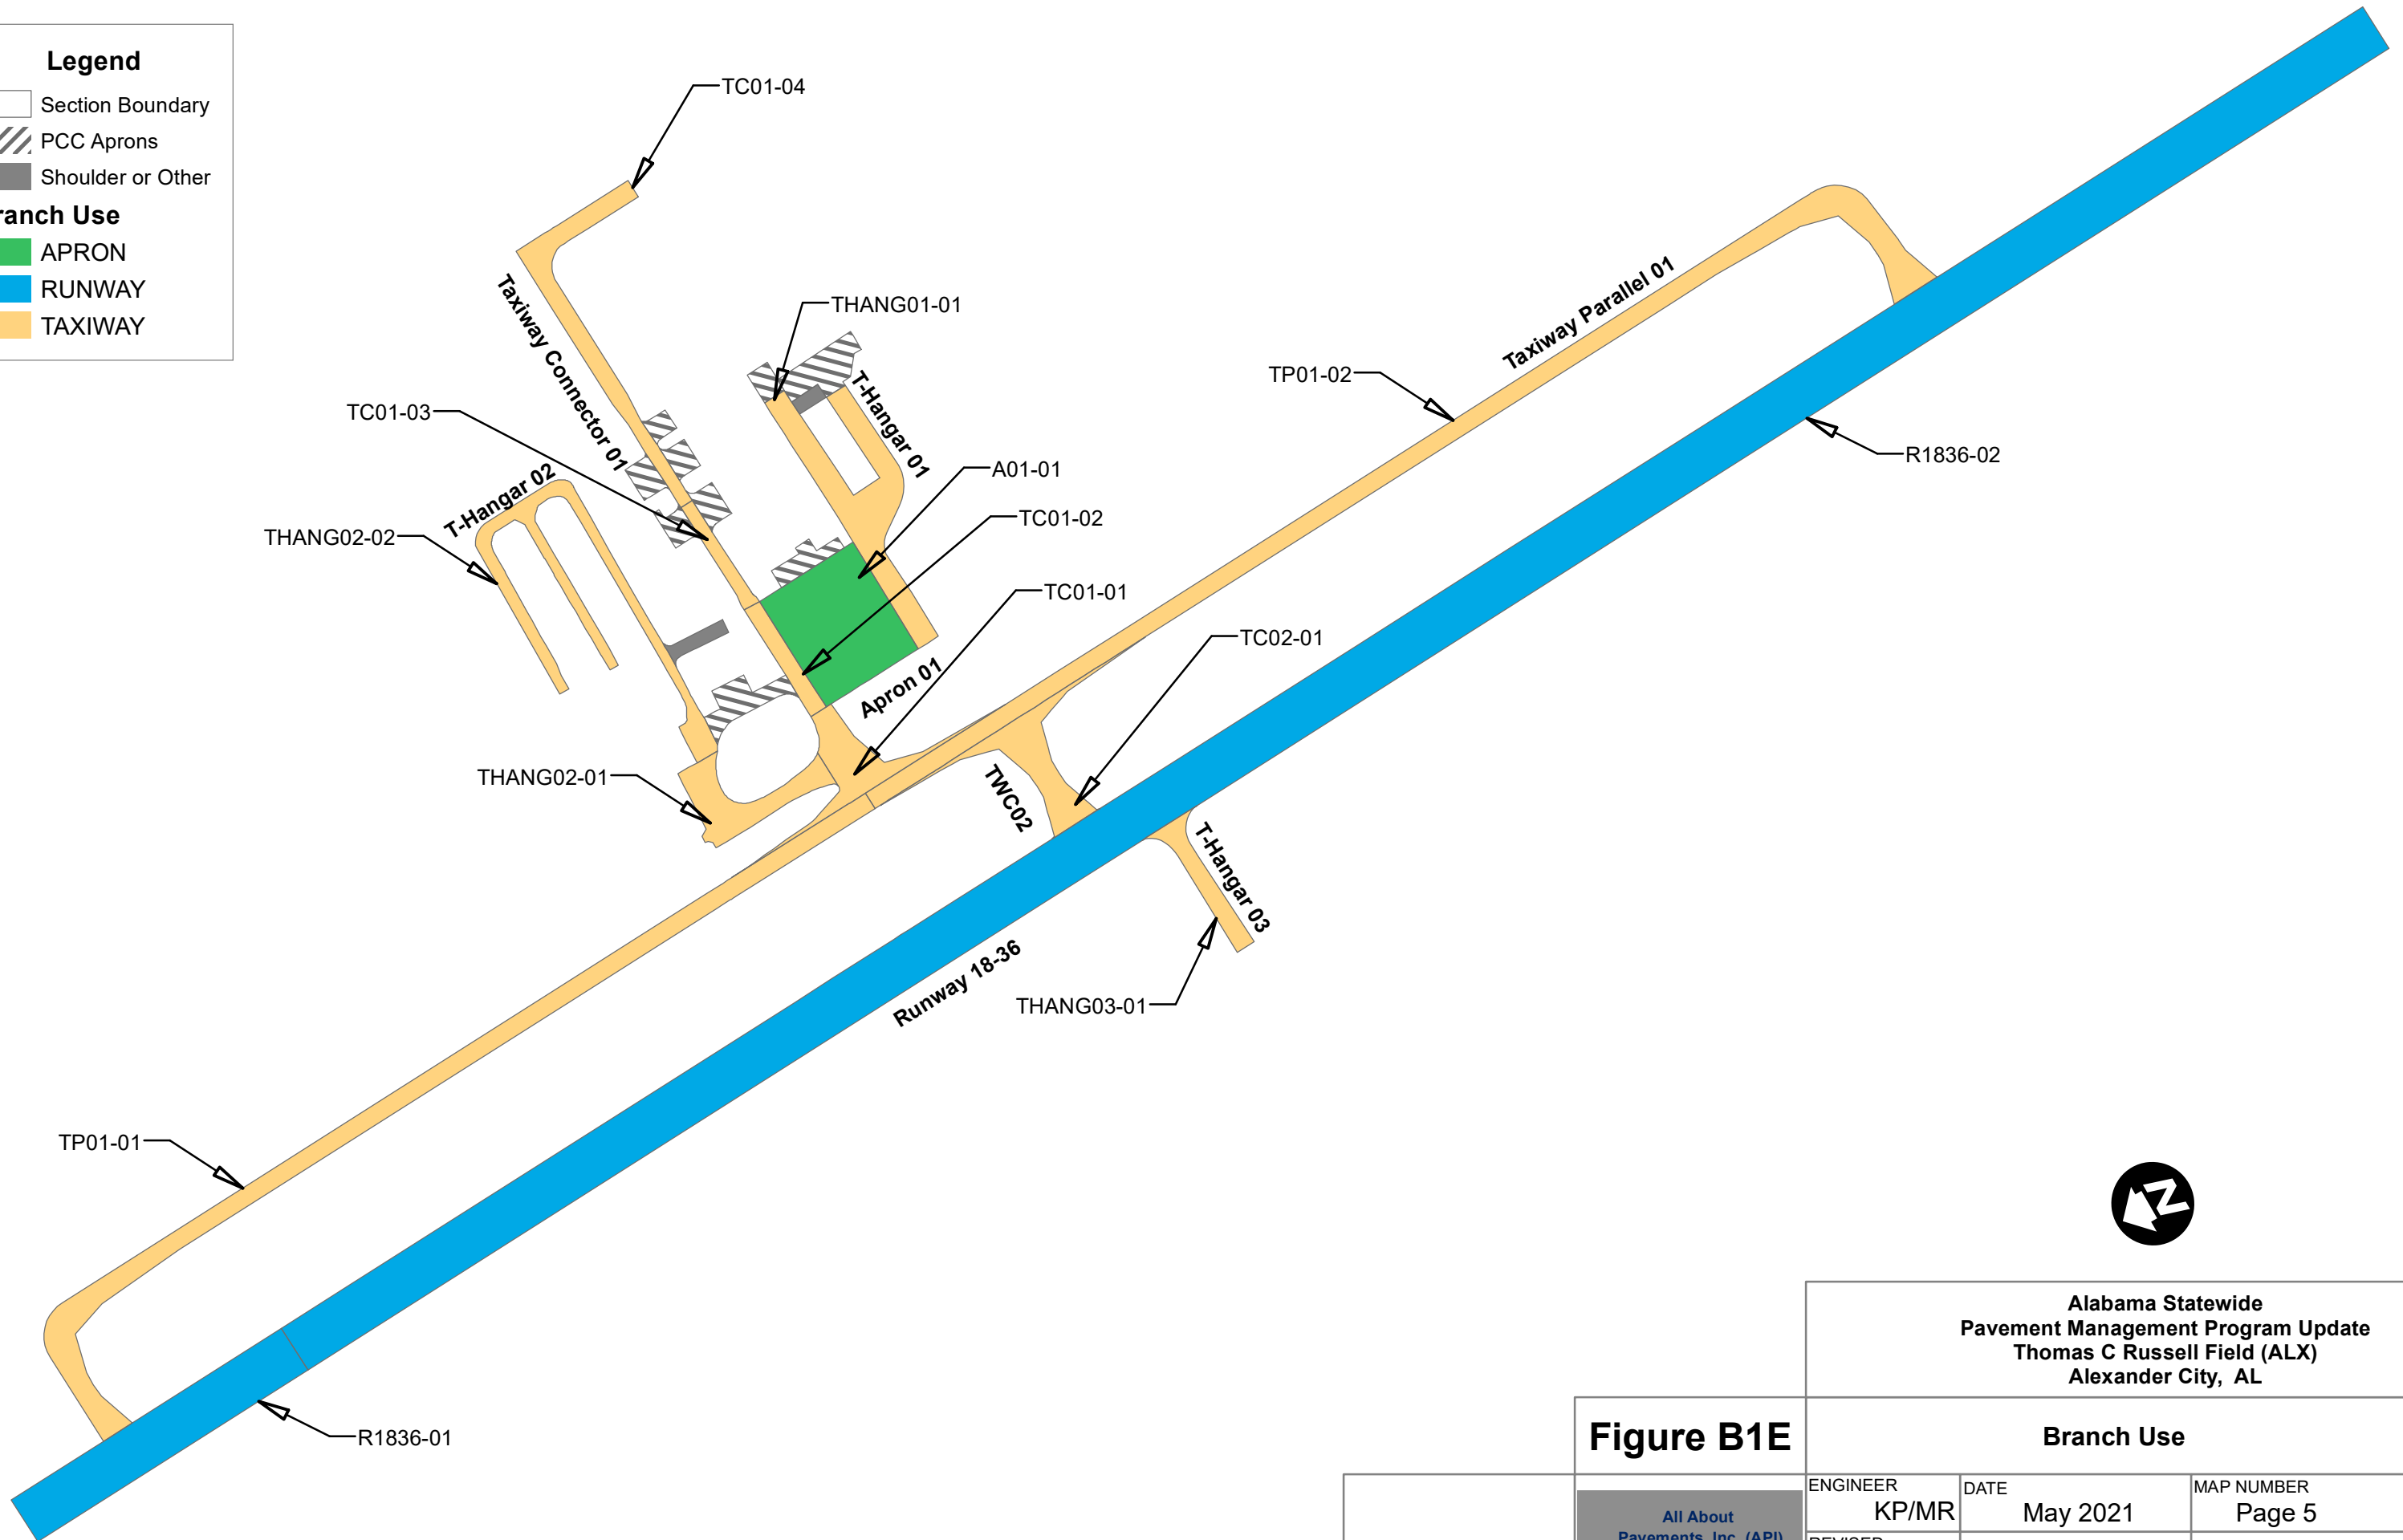 Legend
Section Boundary
PCC Aprons
Shoulder or Other
ranch Use
APRON
RUNWAY
TAXIWAY
TC01-04
THANG01-01
Taxiway Connector 01
T-Hangar 01
TC01-03
A01-01
TC01-02
T-Hangar 02
THANG02-02
TC01-01
Apron 01
TC02-01
THANG02-01
TWC02
Taxiway Parallel 01
TP01-02
R1836-02
T-Hangar 03
Runway 18-36
THANG03-01
TP01-01
R1836-01
N
Alabama Statewide
Pavement Management Program Update
Thomas C Russell Field (ALX)
Alexander City, AL
Figure B1E
Branch Use
ENGINEER
KP/MR
DATE
May 2021
MAP NUMBER
Page 5
All About
Pavements, Inc. (API)
REVISED